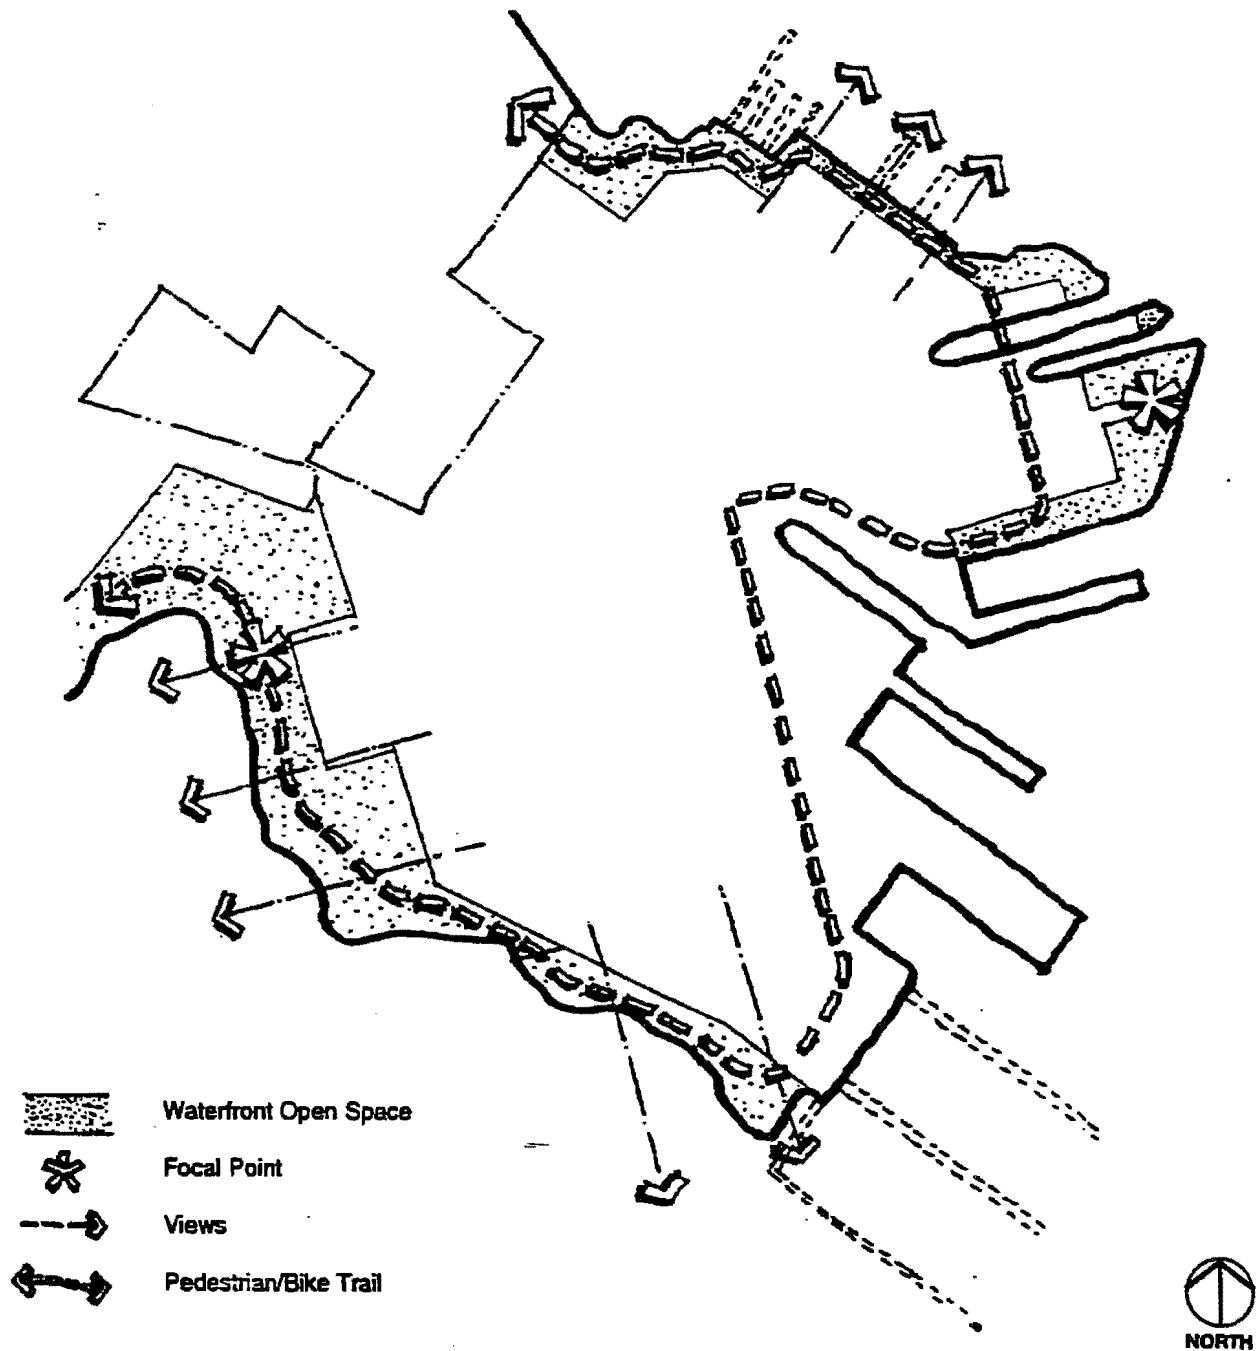 Waterfront Open Space
Focal Point
Views
Pedestrian/Bike Trail
NORTH